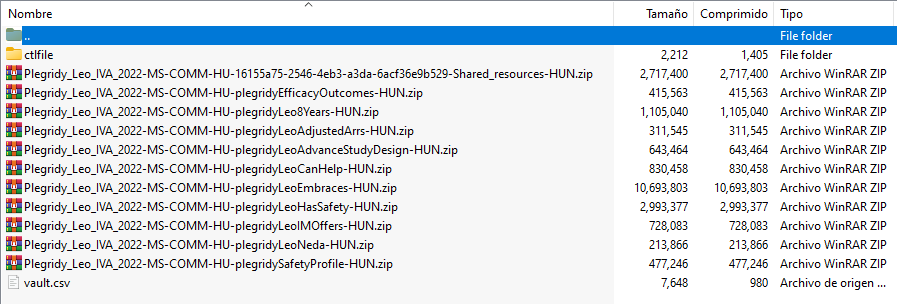 Nombre Tamaño Comprimido Tipo
.. File folder
ctlfile 2,212 1,405 File folder
Plegridy_Leo_IVA_2022-MS-COMM-HU-16155a75-2546-4eb3-a3da-6acf36e9b529-Shared_resources-HUN.zip 2,717,400 2,717,400 Archivo WinRAR ZIP
Plegridy_Leo_IVA_2022-MS-COMM-HU-plegridyEfficacyOutcomes-HUN.zip 415,563 415,563 Archivo WinRAR ZIP
Plegridy_Leo_IVA_2022-MS-COMM-HU-plegridyLeo8Years-HUN.zip 1,105,040 1,105,040 Archivo WinRAR ZIP
Plegridy_Leo_IVA_2022-MS-COMM-HU-plegridyLeoAdjustedArrs-HUN.zip 311,545 311,545 Archivo WinRAR ZIP
Plegridy_Leo_IVA_2022-MS-COMM-HU-plegridyLeoAdvanceStudyDesign-HUN.zip 643,464 643,464 Archivo WinRAR ZIP
Plegridy_Leo_IVA_2022-MS-COMM-HU-plegridyLeoCanHelp-HUN.zip 830,458 830,458 Archivo WinRAR ZIP
Plegridy_Leo_IVA_2022-MS-COMM-HU-plegridyLeoEmbraces-HUN.zip 10,693,803 10,693,803 Archivo WinRAR ZIP
Plegridy_Leo_IVA_2022-MS-COMM-HU-plegridyLeoHasSafety-HUN.zip 2,993,377 2,993,377 Archivo WinRAR ZIP
Plegridy_Leo_IVA_2022-MS-COMM-HU-plegridyLeoIMOffers-HUN.zip 728,083 728,083 Archivo WinRAR ZIP
Plegridy_Leo_IVA_2022-MS-COMM-HU-plegridyLeoNeda-HUN.zip 213,866 213,866 Archivo WinRAR ZIP
Plegridy_Leo_IVA_2022-MS-COMM-HU-plegridySafetyProfile-HUN.zip 477,246 477,246 Archivo WinRAR ZIP
vault.csv 7,648 980 Archivo de origen ...